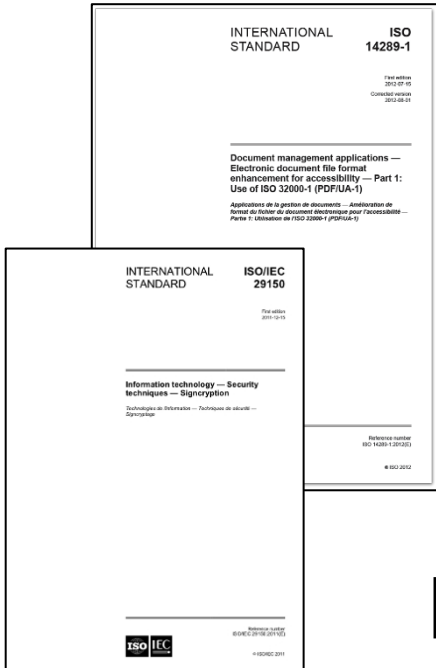 INTERNATIONAL STANDARD
ISO 14289-1
First edition
2012-07-15
Corrected version
2012-08-01
Document management applications —
Electronic document file format
enhancement for accessibility — Part 1:
Use of ISO 32000-1 (PDF/UA-1)
Applications de la gestion de documents — Amélioration de
format du fichier du document électronique pour l'accessibilité —
Partie 1: Utilisation de l'ISO 32000-1 (PDF/UA-1)
Reference number
ISO 14289-1:2012(E)
© ISO 2012
INTERNATIONAL STANDARD
ISO/IEC 29150
First edition
2011-12-15
Information technology — Security
techniques — Signcryption
Technologies de l'information — Techniques de sécurité —
Signcryptage
ISO IEC
Reference number
ISO/IEC 29150:2011(E)
© ISO/IEC 2011